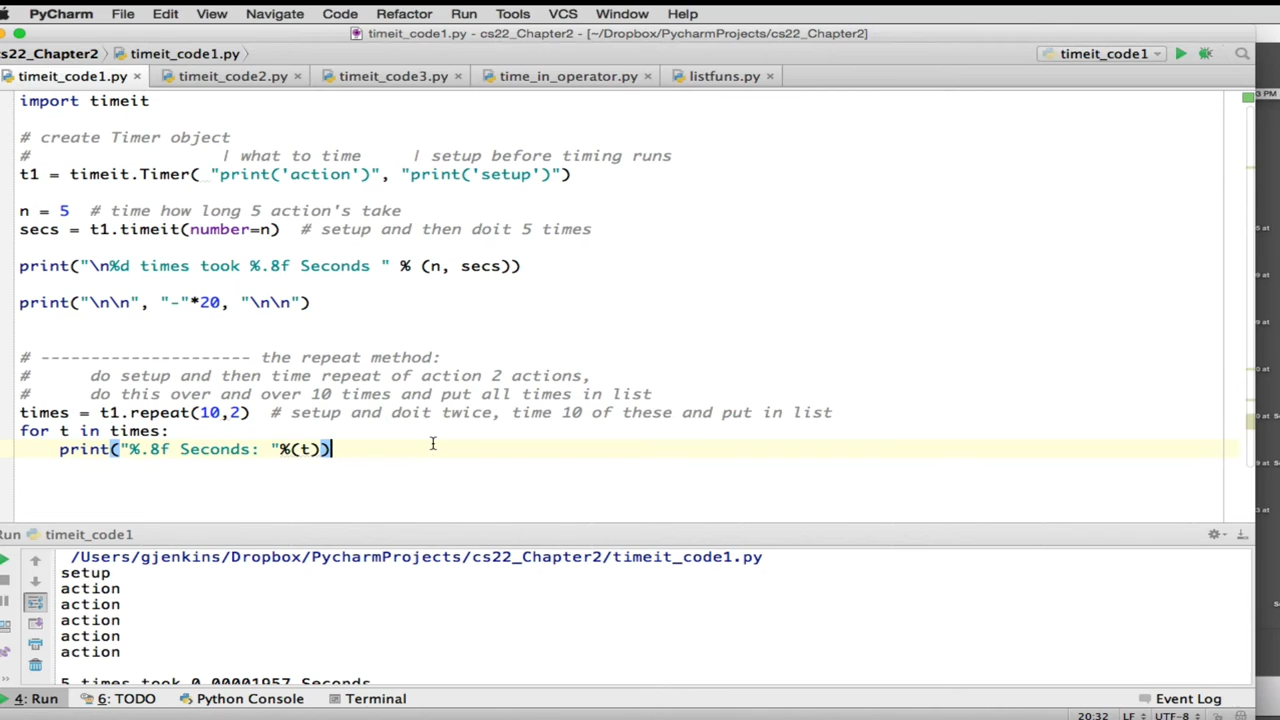 PyCharm File Edit View Navigate Code Refactor Run Tools VCS Window Help
timeit_code1.py - cs22_Chapter2 - [~/Dropbox/PycharmProjects/cs22_Chapter2]
cs22_Chapter2 timeit_code1.py timeit_code1
timeit_code1.py timeit_code2.py timeit_code3.py time_in_operator.py listfuns.py
import timeit
# create Timer object
# | what to time | setup before timing runs
t1 = timeit.Timer( "print('action')", "print('setup')")
n = 5 # time how long 5 action's take
secs = t1.timeit(number=n) # setup and then doit 5 times
print("\n%d times took %.8f Seconds " % (n, secs))
print("\n\n", "-"*20, "\n\n")
# --------------------- the repeat method:
# do setup and then time repeat of action 2 actions,
# do this over and over 10 times and put all times in list
times = t1.repeat(10,2) # setup and doit twice, time 10 of these and put in list
for t in times:
print("%.8f Seconds: "%(t))
Run timeit_code1
/Users/gjenkins/Dropbox/PycharmProjects/cs22_Chapter2/timeit_code1.py
setup
action
action
action
action
action
5 times took 0.00001957 Seconds
4: Run 6: TODO Python Console Terminal Event Log
20:32 LF UTF-8